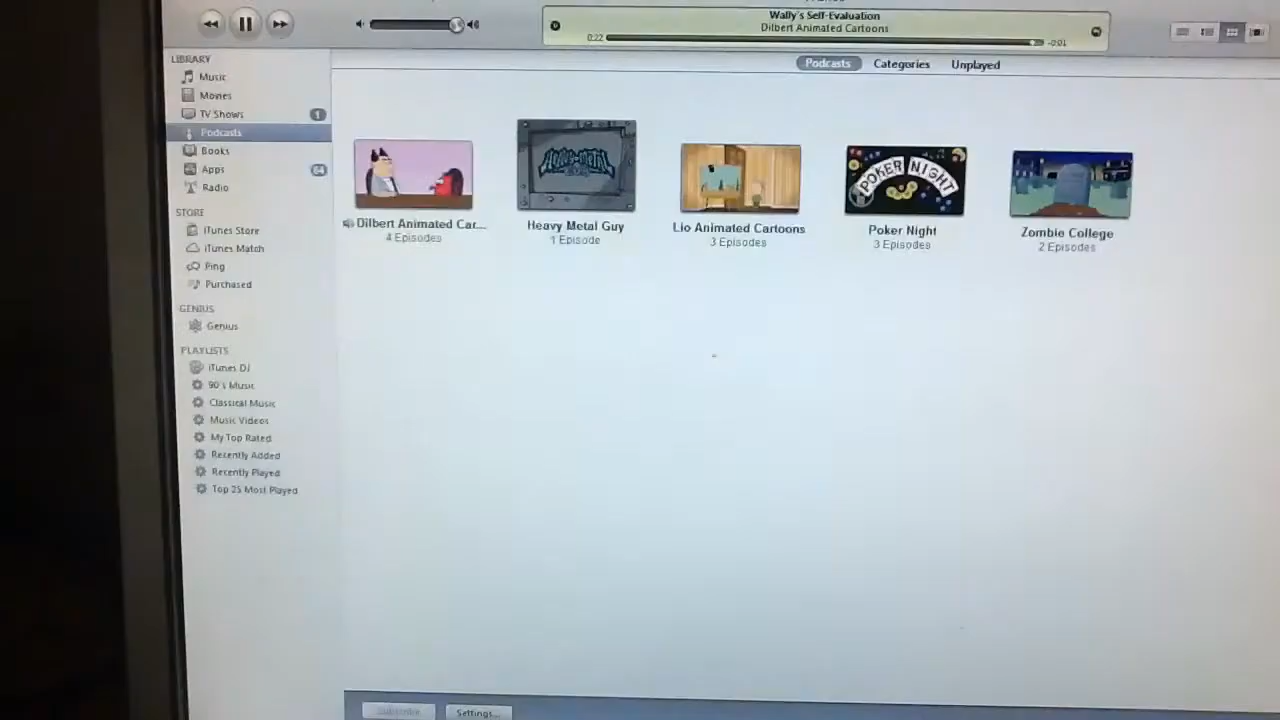 Wally's Self-Evaluation
Dilbert Animated Cartoons
0:22
-0:01
LIBRARY
Music
Movies
TV Shows
1
Podcasts
Books
Apps
64
Radio
STORE
iTunes Store
iTunes Match
Ping
Purchased
GENIUS
Genius
PLAYLISTS
iTunes DJ
90's Music
Classical Music
Music Videos
My Top Rated
Recently Added
Recently Played
Top 25 Most Played
Podcasts
Categories
Unplayed
POKER NIGHT
Dilbert Animated Car...
4 Episodes
Heavy Metal Guy
1 Episode
Lio Animated Cartoons
3 Episodes
Poker Night
3 Episodes
Zombie College
2 Episodes
Subscribe
Settings...